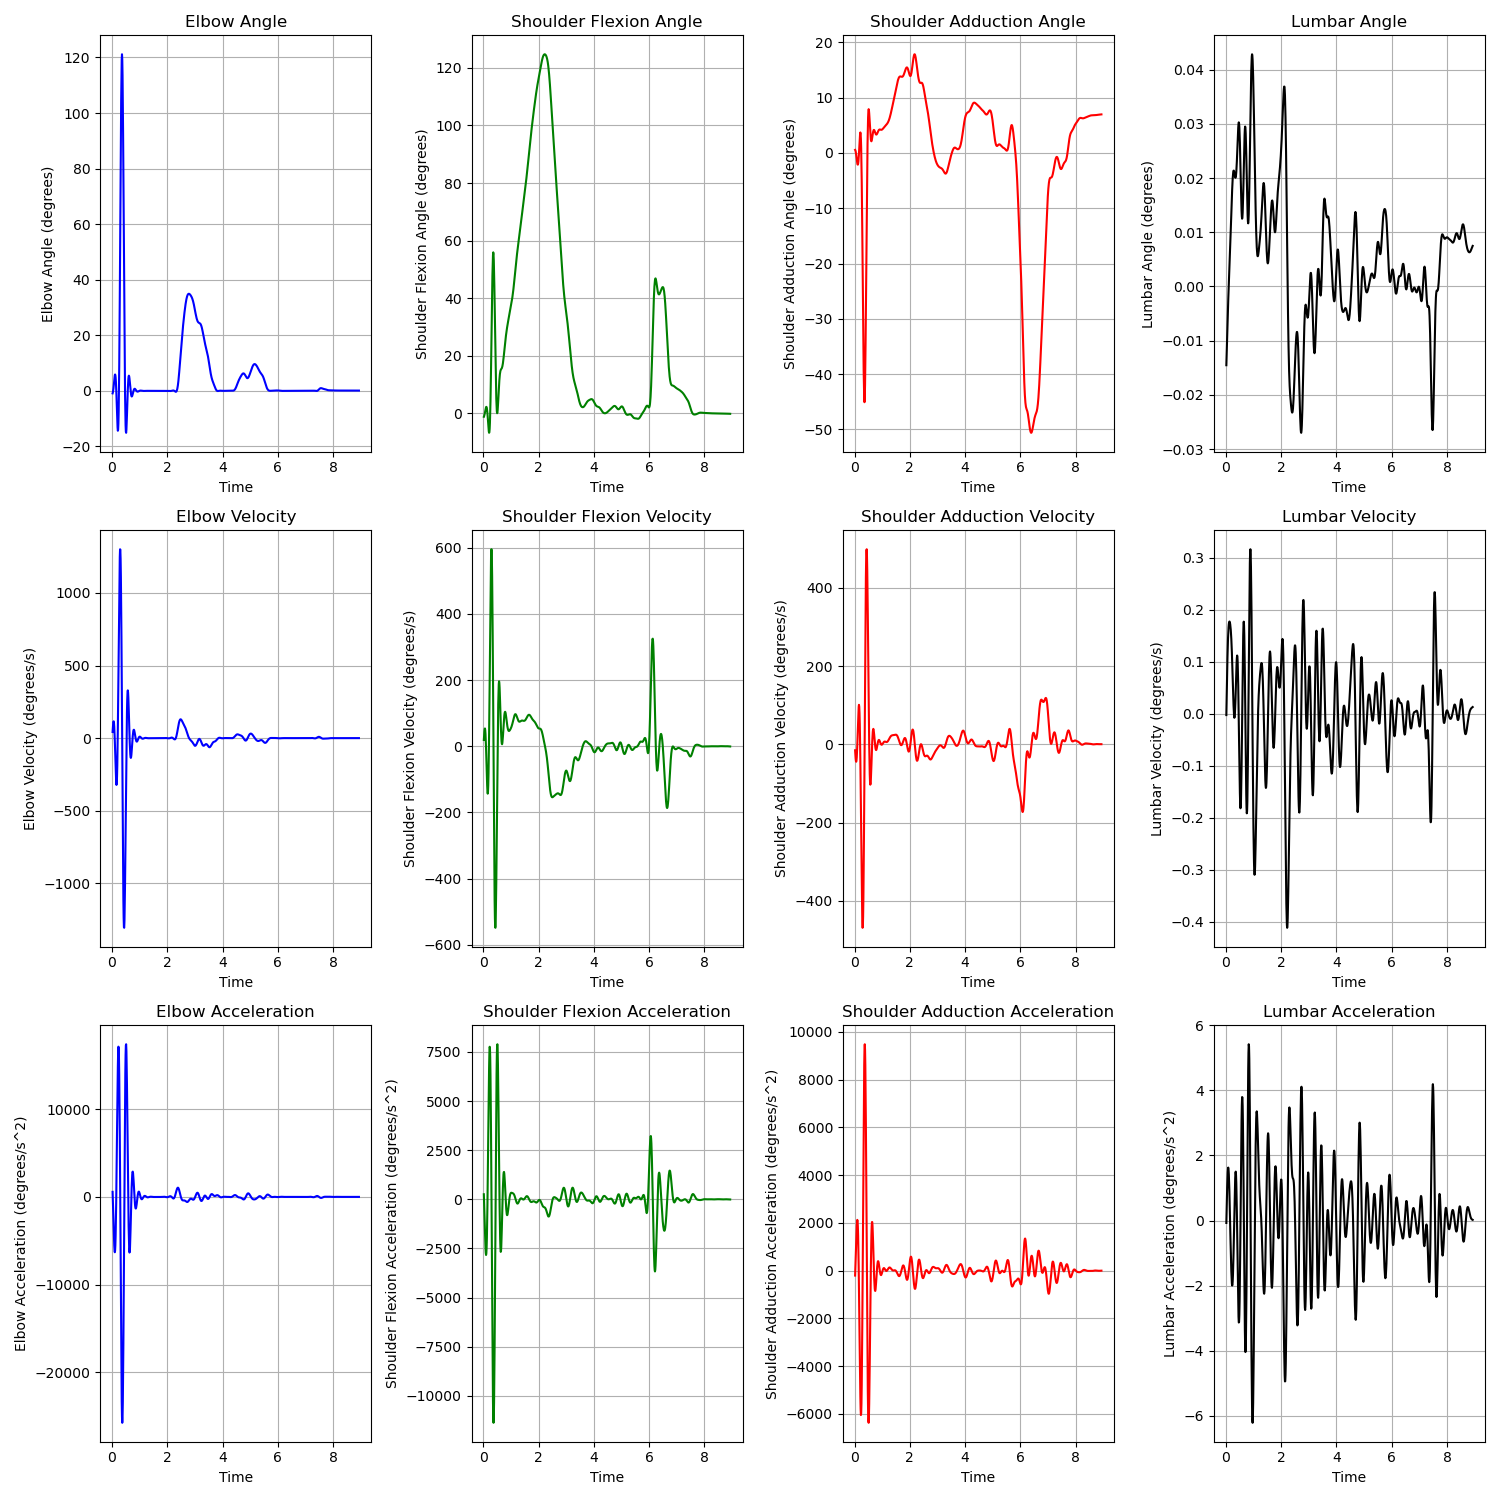 Elbow Angle
Shoulder Flexion Angle
Shoulder Adduction Angle
Lumbar Angle
Elbow Angle (degrees)
120
100
80
60
40
20
0
−20
0 2 4 6 8
Time
Shoulder Flexion Angle (degrees)
120
100
80
60
40
20
0
0 2 4 6 8
Time
Shoulder Adduction Angle (degrees)
20
10
0
−10
−20
−30
−40
−50
0 2 4 6 8
Time
Lumbar Angle (degrees)
0.04
0.03
0.02
0.01
0.00
−0.01
−0.02
−0.03
0 2 4 6 8
Time
Elbow Velocity
Shoulder Flexion Velocity
Shoulder Adduction Velocity
Lumbar Velocity
Elbow Velocity (degrees/s)
1000
500
0
−500
−1000
0 2 4 6 8
Time
Shoulder Flexion Velocity (degrees/s)
600
400
200
0
−200
−400
−600
0 2 4 6 8
Time
Shoulder Adduction Velocity (degrees/s)
400
200
0
−200
−400
0 2 4 6 8
Time
Lumbar Velocity (degrees/s)
0.3
0.2
0.1
0.0
−0.1
−0.2
−0.3
−0.4
0 2 4 6 8
Time
Elbow Acceleration
Shoulder Flexion Acceleration
Shoulder Adduction Acceleration
Lumbar Acceleration
Elbow Acceleration (degrees/s^2)
10000
0
−10000
−20000
0 2 4 6 8
Time
Shoulder Flexion Acceleration (degrees/s^2)
7500
5000
2500
0
−2500
−5000
−7500
−10000
0 2 4 6 8
Time
Shoulder Adduction Acceleration (degrees/s^2)
10000
8000
6000
4000
2000
0
−2000
−4000
−6000
0 2 4 6 8
Time
Lumbar Acceleration (degrees/s^2)
6
4
2
0
−2
−4
−6
0 2 4 6 8
Time